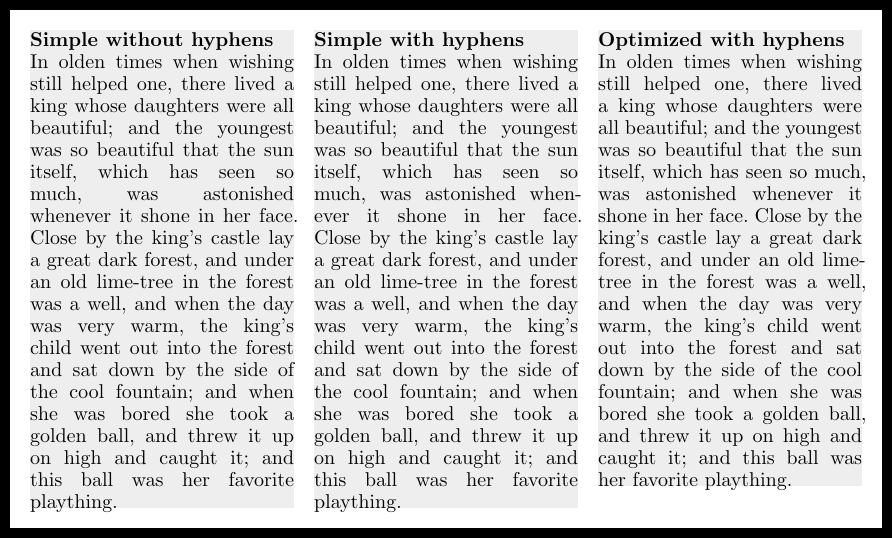 Simple without hyphens
In olden times when wishing
still helped one, there lived a
king whose daughters were all
beautiful; and the youngest
was so beautiful that the sun
itself, which has seen so
much, was astonished
whenever it shone in her face.
Close by the king's castle lay
a great dark forest, and under
an old lime-tree in the forest
was a well, and when the day
was very warm, the king's
child went out into the forest
and sat down by the side of
the cool fountain; and when
she was bored she took a
golden ball, and threw it up
on high and caught it; and
this ball was her favorite
plaything.
Simple with hyphens
In olden times when wishing
still helped one, there lived a
king whose daughters were all
beautiful; and the youngest
was so beautiful that the sun
itself, which has seen so
much, was astonished when-
ever it shone in her face.
Close by the king's castle lay
a great dark forest, and under
an old lime-tree in the forest
was a well, and when the day
was very warm, the king's
child went out into the forest
and sat down by the side of
the cool fountain; and when
she was bored she took a
golden ball, and threw it up
on high and caught it; and
this ball was her favorite
plaything.
Optimized with hyphens
In olden times when wishing
still helped one, there lived
a king whose daughters were
all beautiful; and the youngest
was so beautiful that the sun
itself, which has seen so much,
was astonished whenever it
shone in her face. Close by the
king's castle lay a great dark
forest, and under an old lime-
tree in the forest was a well,
and when the day was very
warm, the king's child went
out into the forest and sat
down by the side of the cool
fountain; and when she was
bored she took a golden ball,
and threw it up on high and
caught it; and this ball was
her favorite plaything.